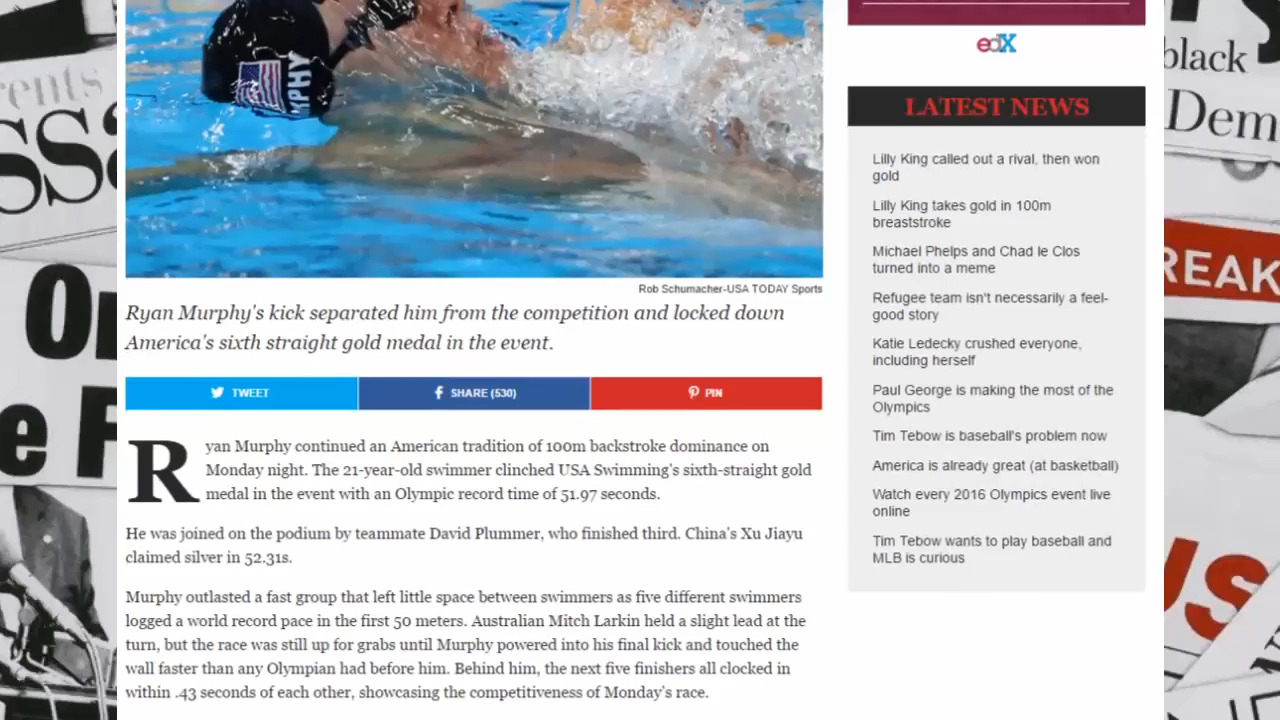 MPHY
edX
LATEST NEWS
Lilly King called out a rival, then won
gold
Lilly King takes gold in 100m
breaststroke
Michael Phelps and Chad le Clos
turned into a meme
Refugee team isn't necessarily a feel-
good story
Katie Ledecky crushed everyone,
including herself
Paul George is making the most of the
Olympics
Tim Tebow is baseball's problem now
America is already great (at basketball)
Watch every 2016 Olympics event live
online
Tim Tebow wants to play baseball and
MLB is curious
Rob Schumacher-USA TODAY Sports
Ryan Murphy's kick separated him from the competition and locked down
America's sixth straight gold medal in the event.
TWEET
SHARE (530)
PIN
Ryan Murphy continued an American tradition of 100m backstroke dominance on
Monday night. The 21-year-old swimmer clinched USA Swimming's sixth-straight gold
medal in the event with an Olympic record time of 51.97 seconds.
He was joined on the podium by teammate David Plummer, who finished third. China's Xu Jiayu
claimed silver in 52.31s.
Murphy outlasted a fast group that left little space between swimmers as five different swimmers
logged a world record pace in the first 50 meters. Australian Mitch Larkin held a slight lead at the
turn, but the race was still up for grabs until Murphy powered into his final kick and touched the
wall faster than any Olympian had before him. Behind him, the next five finishers all clocked in
within .43 seconds of each other, showcasing the competitiveness of Monday's race.
black
Dem
REAK
US